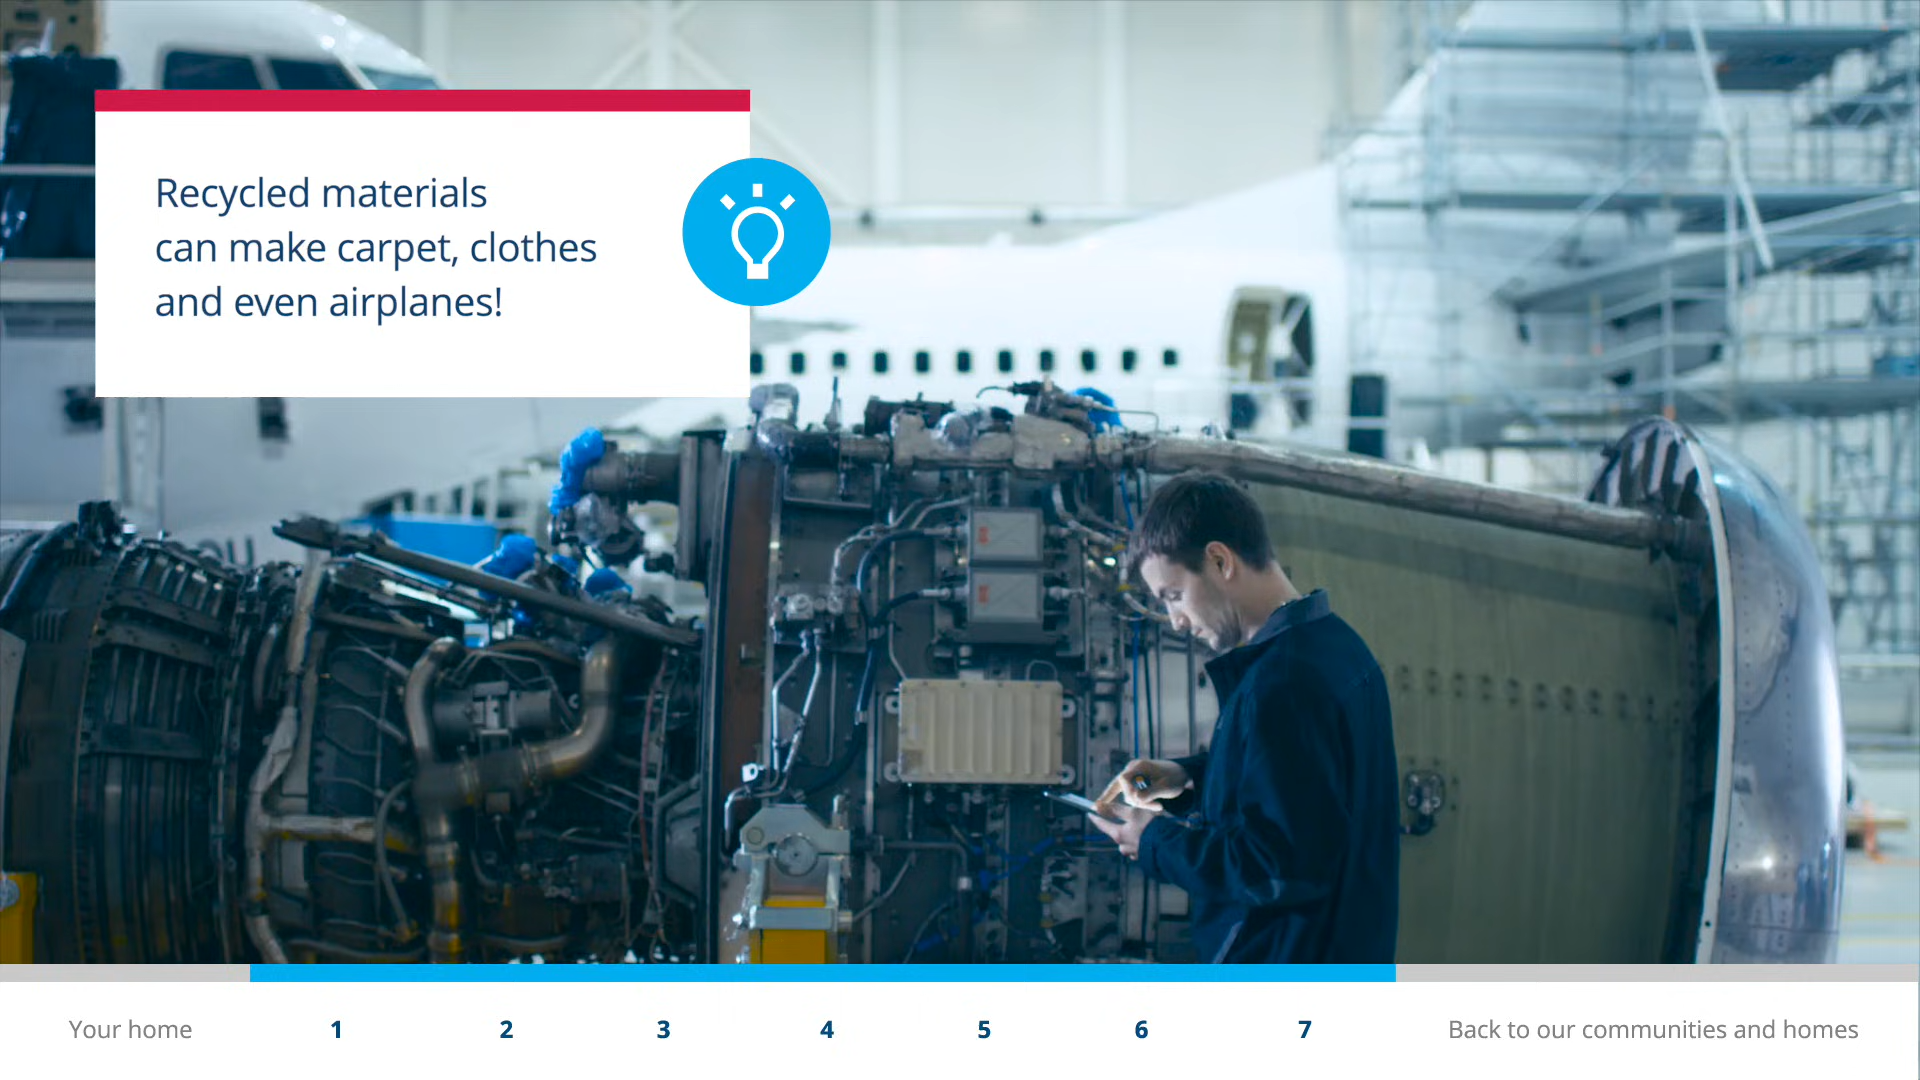 Recycled materials
can make carpet, clothes
and even airplanes!
Your home 1 2 3 4 5 6 7 Back to our communities and homes